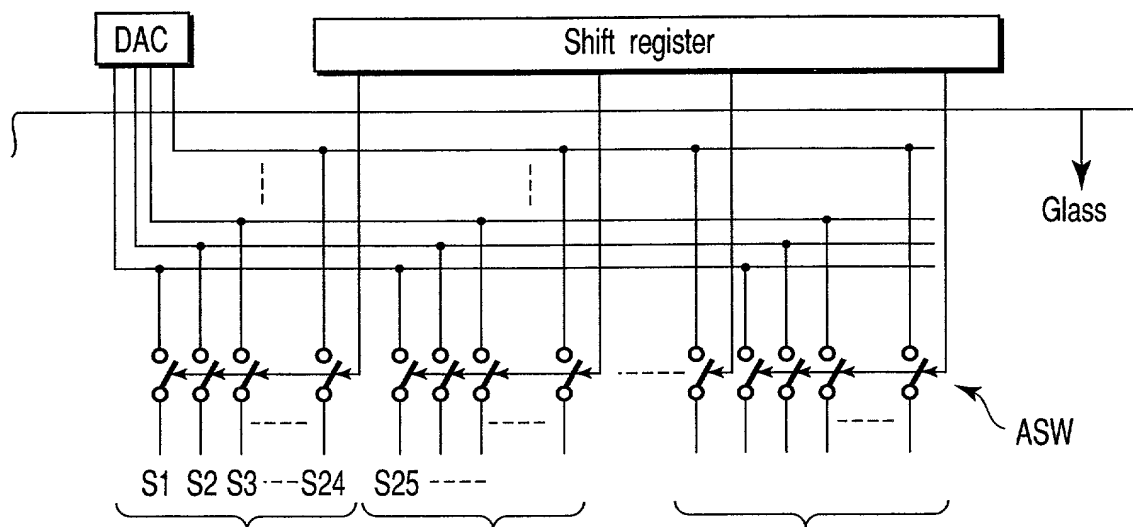 DAC
Shift register
Glass
ASW
S1 S2 S3 ---- S24 S25 -----